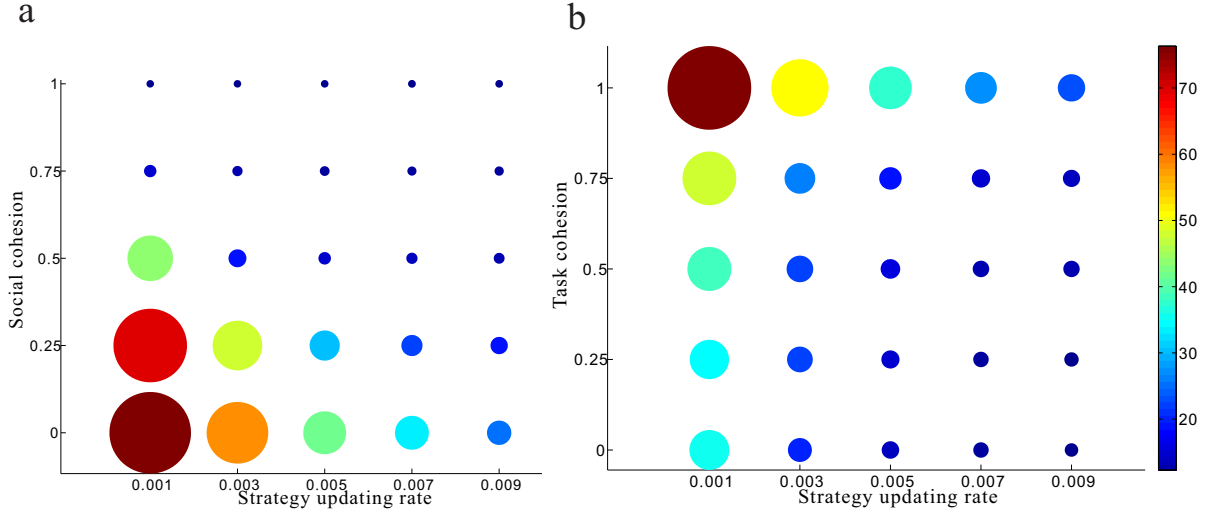 a
Social cohesion
1
0.75
0.5
0.25
0
0.001 0.003 0.005 0.007 0.009
Strategy updating rate
b
Task cohesion
1
0.75
0.5
0.25
0
0.001 0.003 0.005 0.007 0.009
Strategy updating rate
70
60
50
40
30
20